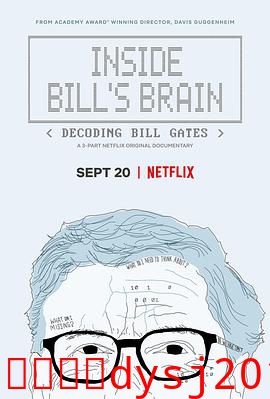 FROM ACADEMY AWARD® WINNING DIRECTOR, DAVIS GUGGENHEIM
INSIDE
BILL'S BRAIN
< DECODING BILL GATES >
A 3-PART NETFLIX ORIGINAL DOCUMENTARY
SEPT 20 | NETFLIX
WHAT DO I NEED TO THINK ABOUT?
WHAT AM I
MISSING?
dysj20